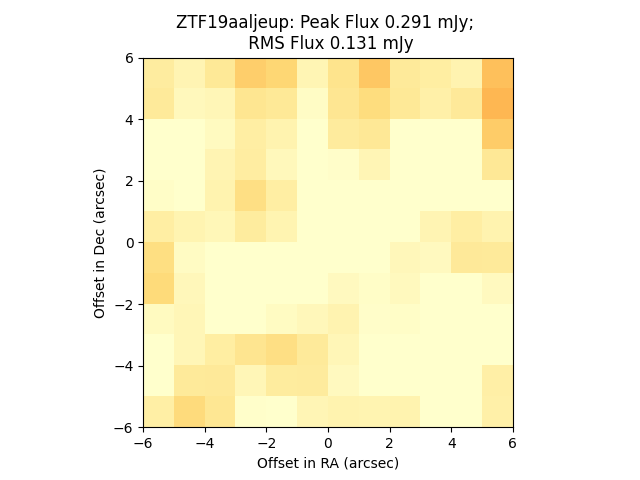 ZTF19aaljeup: Peak Flux 0.291 mJy;
RMS Flux 0.131 mJy
6
4
2
0
−2
−4
−6
Offset in Dec (arcsec)
−6 −4 −2 0 2 4 6
Offset in RA (arcsec)